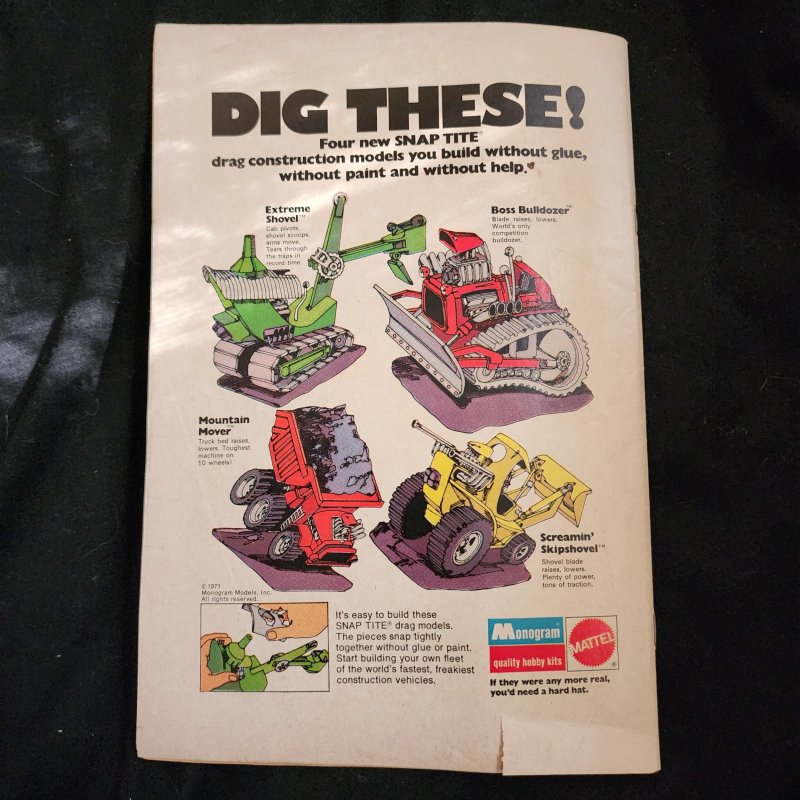 DIG THESE!
Four new SNAP TITE®
drag construction models you build without glue,
without paint and without help.
Extreme
Shovel™
Cab pivots,
shovel scoops,
arms move.
Tears through
the traps in
record time.
Boss Bulldozer™
Blade raises, lowers.
World's only
competition
bulldozer.
Mountain
Mover™
Truck bed raises,
lowers. Toughest
machine on
10 wheels!
Screamin'
Skipshovel™
Shovel blade
raises, lowers.
Plenty of power,
tons of traction.
© 1971
Monogram Models, Inc.
All rights reserved.
It's easy to build these
SNAP TITE® drag models.
The pieces snap tightly
together without glue or paint.
Start building your own fleet
of the world's fastest, freakiest
construction vehicles.
Monogram
quality hobby kits
MATTEL
®
If they were any more real,
you'd need a hard hat.